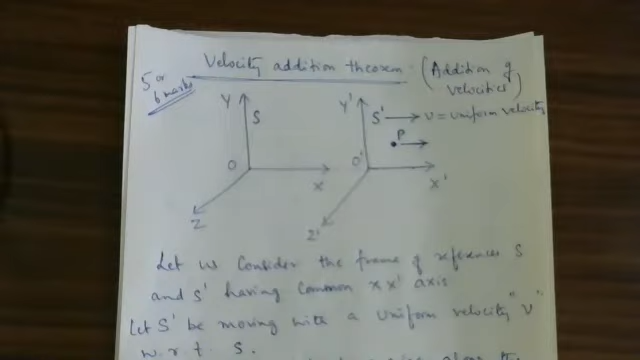 Velocity addition theorem (Addition of
velocities)
5 or
6 marks
Y S
Y' S' → v = uniform velocity
P
O X
O' X'
Z
Z'
Let us Consider the frame of references S
and S' having Common x x' axis
Let S' be moving with a uniform velocity "v"
w.r.t. S.